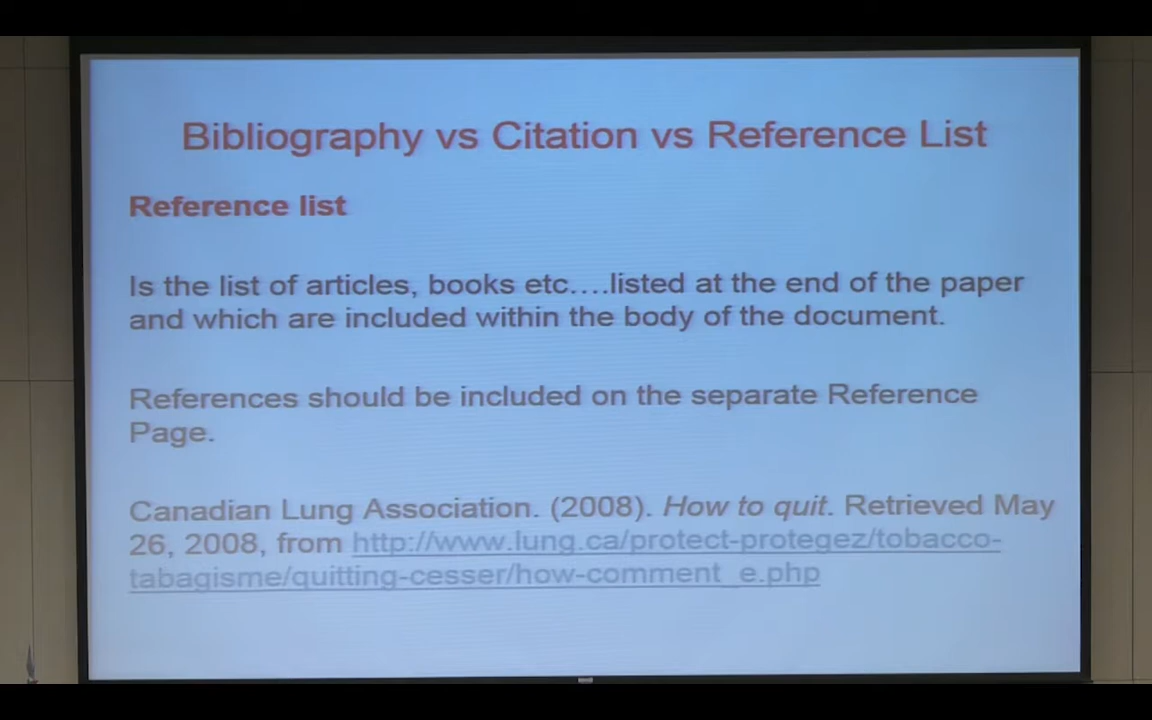 Bibliography vs Citation vs Reference List
Reference list
Is the list of articles, books etc....listed at the end of the paper
and which are included within the body of the document.
References should be included on the separate Reference
Page.
Canadian Lung Association. (2008). How to quit. Retrieved May
26, 2008, from http://www.lung.ca/protect-protegez/tobacco-
tabagisme/quitting-cesser/how-comment_e.php